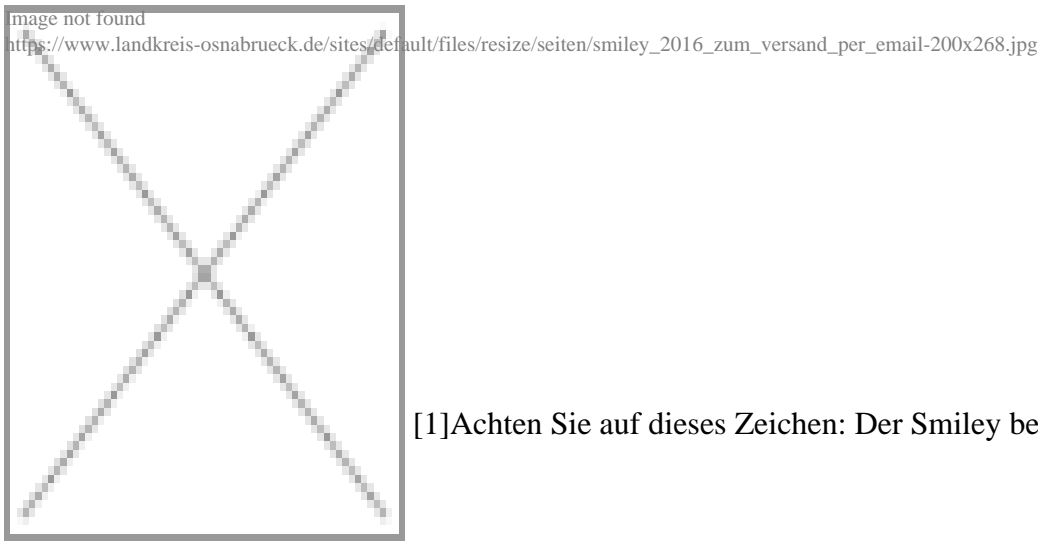 Image not found
https://www.landkreis-osnabrueck.de/sites/default/files/resize/seiten/smiley_2016_zum_versand_per_email-200x268.jpg
[1]Achten Sie auf dieses Zeichen: Der Smiley be